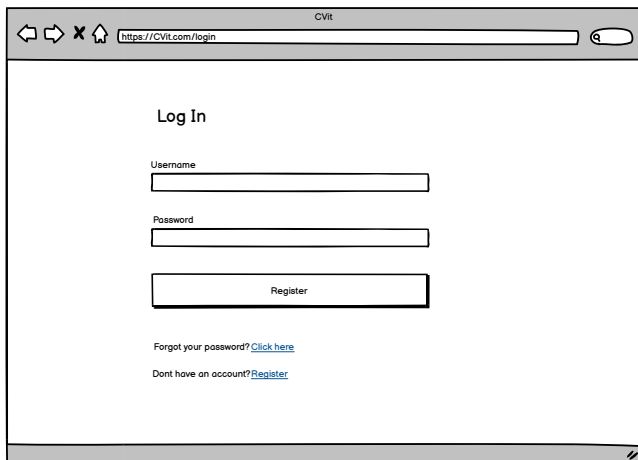 CVit
https://CVit.com/login
Log In
Username
Password
Register
Forgot your password? Click here
Dont have an account? Register